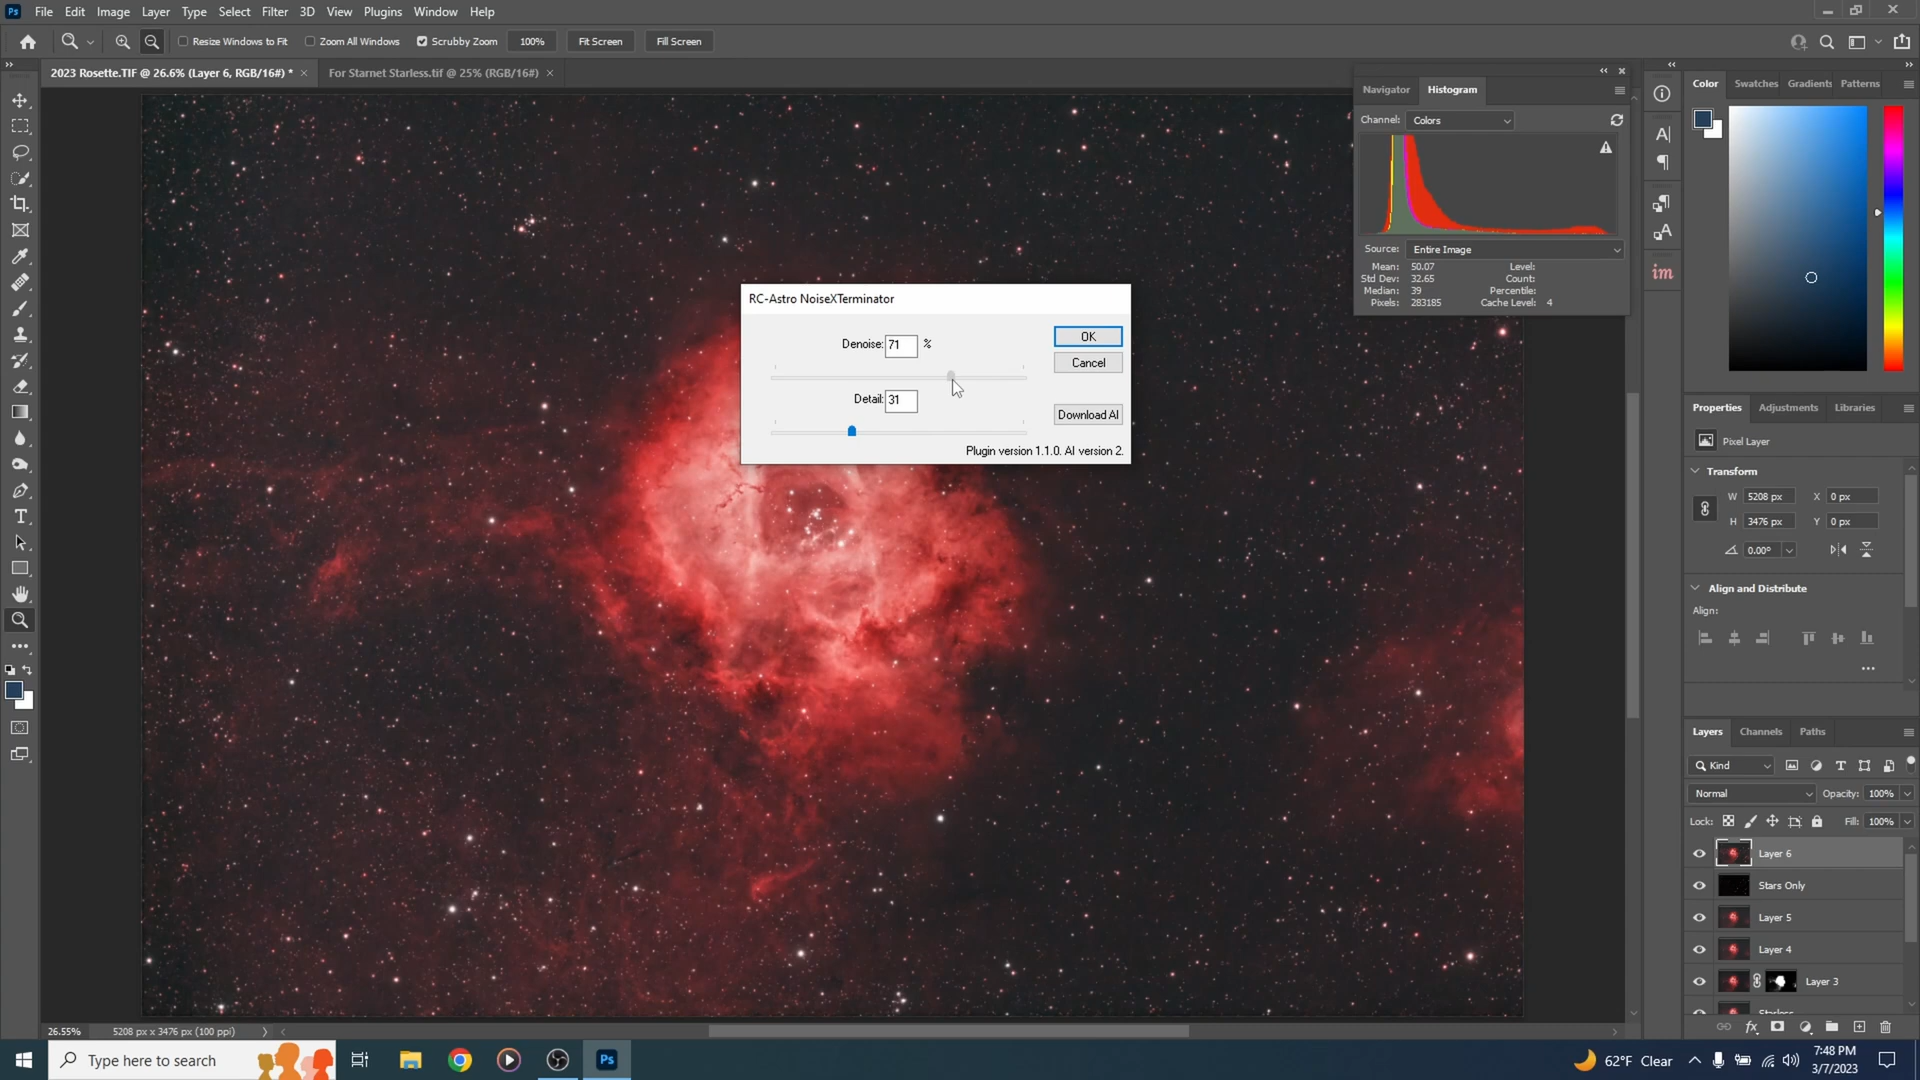 Ps File Edit Image Layer Type Select Filter 3D View Plugins Window Help
Resize Windows to Fit Zoom All Windows Scrubby Zoom 100% Fit Screen Fill Screen
2023 Rosette.TIF @ 26.6% (Layer 6, RGB/16#) * × For Starnet Starless.tif @ 25% (RGB/16#) ×
Navigator Histogram
Channel: Colors
Source: Entire Image
Mean: 50.07 Level:
Std Dev: 32.65 Count:
Median: 39 Percentile:
Pixels: 283185 Cache Level: 4
RC-Astro NoiseXTerminator
Denoise: 71 %
OK
Cancel
Detail: 31
Download AI
Plugin version 1.1.0. AI version 2.
Color Swatches Gradients Patterns
Properties Adjustments Libraries
Pixel Layer
Transform
W 5208 px X 0 px
H 3476 px Y 0 px
0.00°
Align and Distribute
Align:
Layers Channels Paths
Kind
Normal Opacity: 100%
Lock: Fill: 100%
Layer 6
Stars Only
Layer 5
Layer 4
Layer 3
Starless
26.55% 5208 px x 3476 px (100 ppi)
Type here to search
Ps
62°F Clear
7:48 PM
3/7/2023